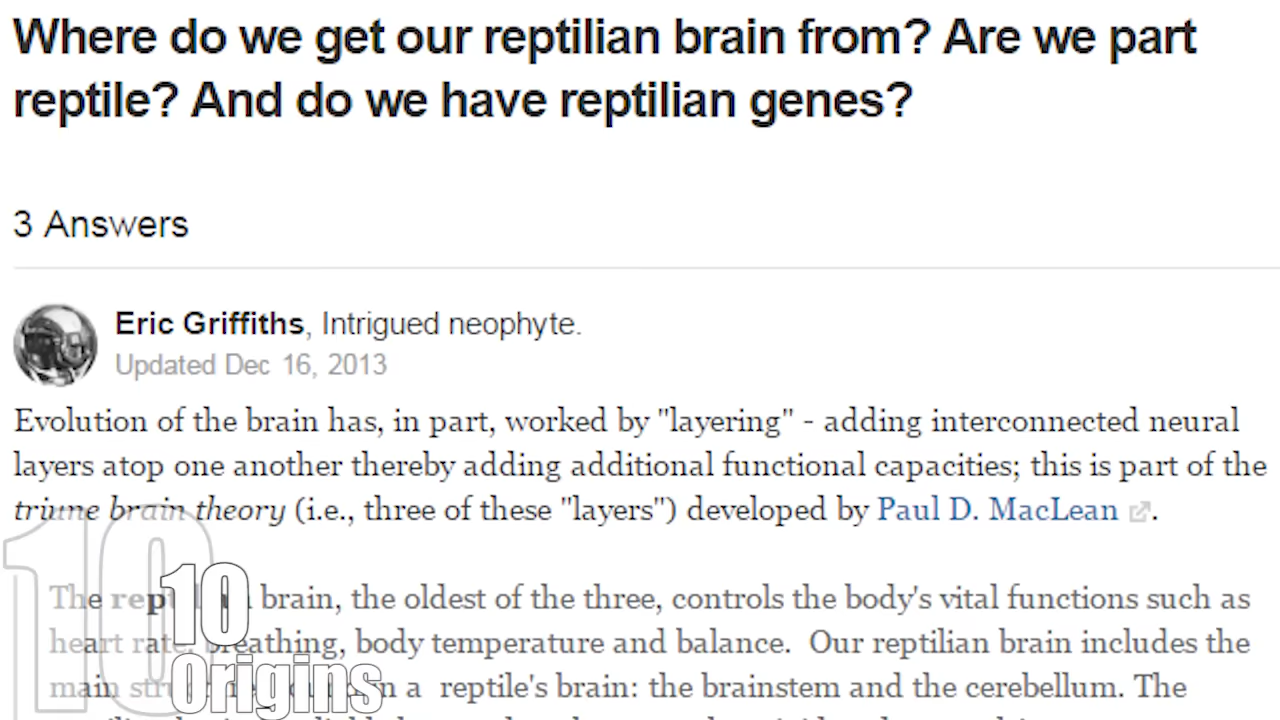 Where do we get our reptilian brain from? Are we part
reptile? And do we have reptilian genes?
3 Answers
Eric Griffiths, Intrigued neophyte.
Updated Dec 16, 2013
Evolution of the brain has, in part, worked by "layering" - adding interconnected neural
layers atop one another thereby adding additional functional capacities; this is part of the
triune brain theory (i.e., three of these "layers") developed by Paul D. MacLean.
The brain, the oldest of the three, controls the body's vital functions such as
heart rate, breathing, body temperature and balance. Our reptilian brain includes the
main in a reptile's brain: the brainstem and the cerebellum. The
10
10
Origins